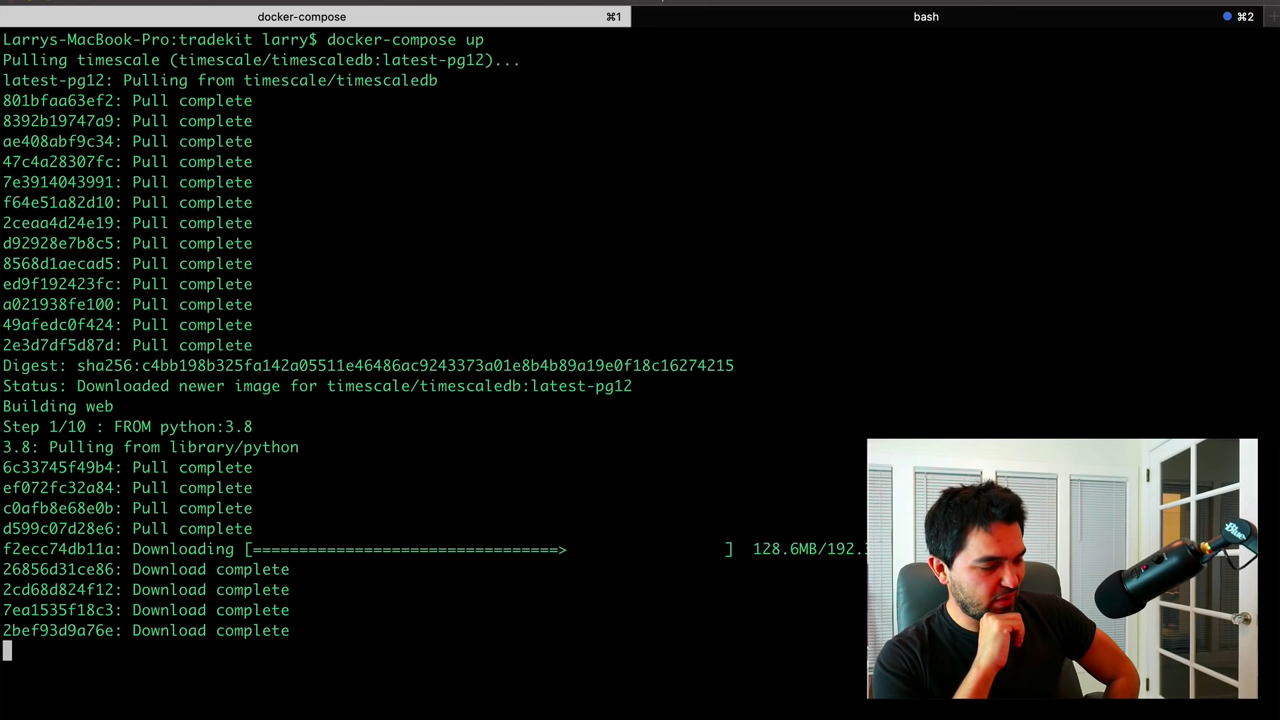 docker-compose ⌘1 bash ⌘2
Larrys-MacBook-Pro:tradekit larry$ docker-compose up
Pulling timescale (timescale/timescaledb:latest-pg12)...
latest-pg12: Pulling from timescale/timescaledb
801bfaa63ef2: Pull complete
8392b19747a9: Pull complete
ae408abf9c34: Pull complete
47c4a28307fc: Pull complete
7e3914043991: Pull complete
f64e51a82d10: Pull complete
2ceaa4d24e19: Pull complete
d92928e7b8c5: Pull complete
8568d1aecad5: Pull complete
ed9f192423fc: Pull complete
a021938fe100: Pull complete
49afedc0f424: Pull complete
2e3d7df5d87d: Pull complete
Digest: sha256:c4bb198b325fa142a05511e46486ac9243373a01e8b4b89a19e0f18c16274215
Status: Downloaded newer image for timescale/timescaledb:latest-pg12
Building web
Step 1/10 : FROM python:3.8
3.8: Pulling from library/python
6c33745f49b4: Pull complete
ef072fc32a84: Pull complete
c0afb8e68e0b: Pull complete
d599c07d28e6: Pull complete
f2ecc74db11a: Downloading [=================================> ] 128.6MB/192.
26856d31ce86: Download complete
2cd68d824f12: Download complete
7ea1535f18c3: Download complete
2bef93d9a76e: Download complete
Blue